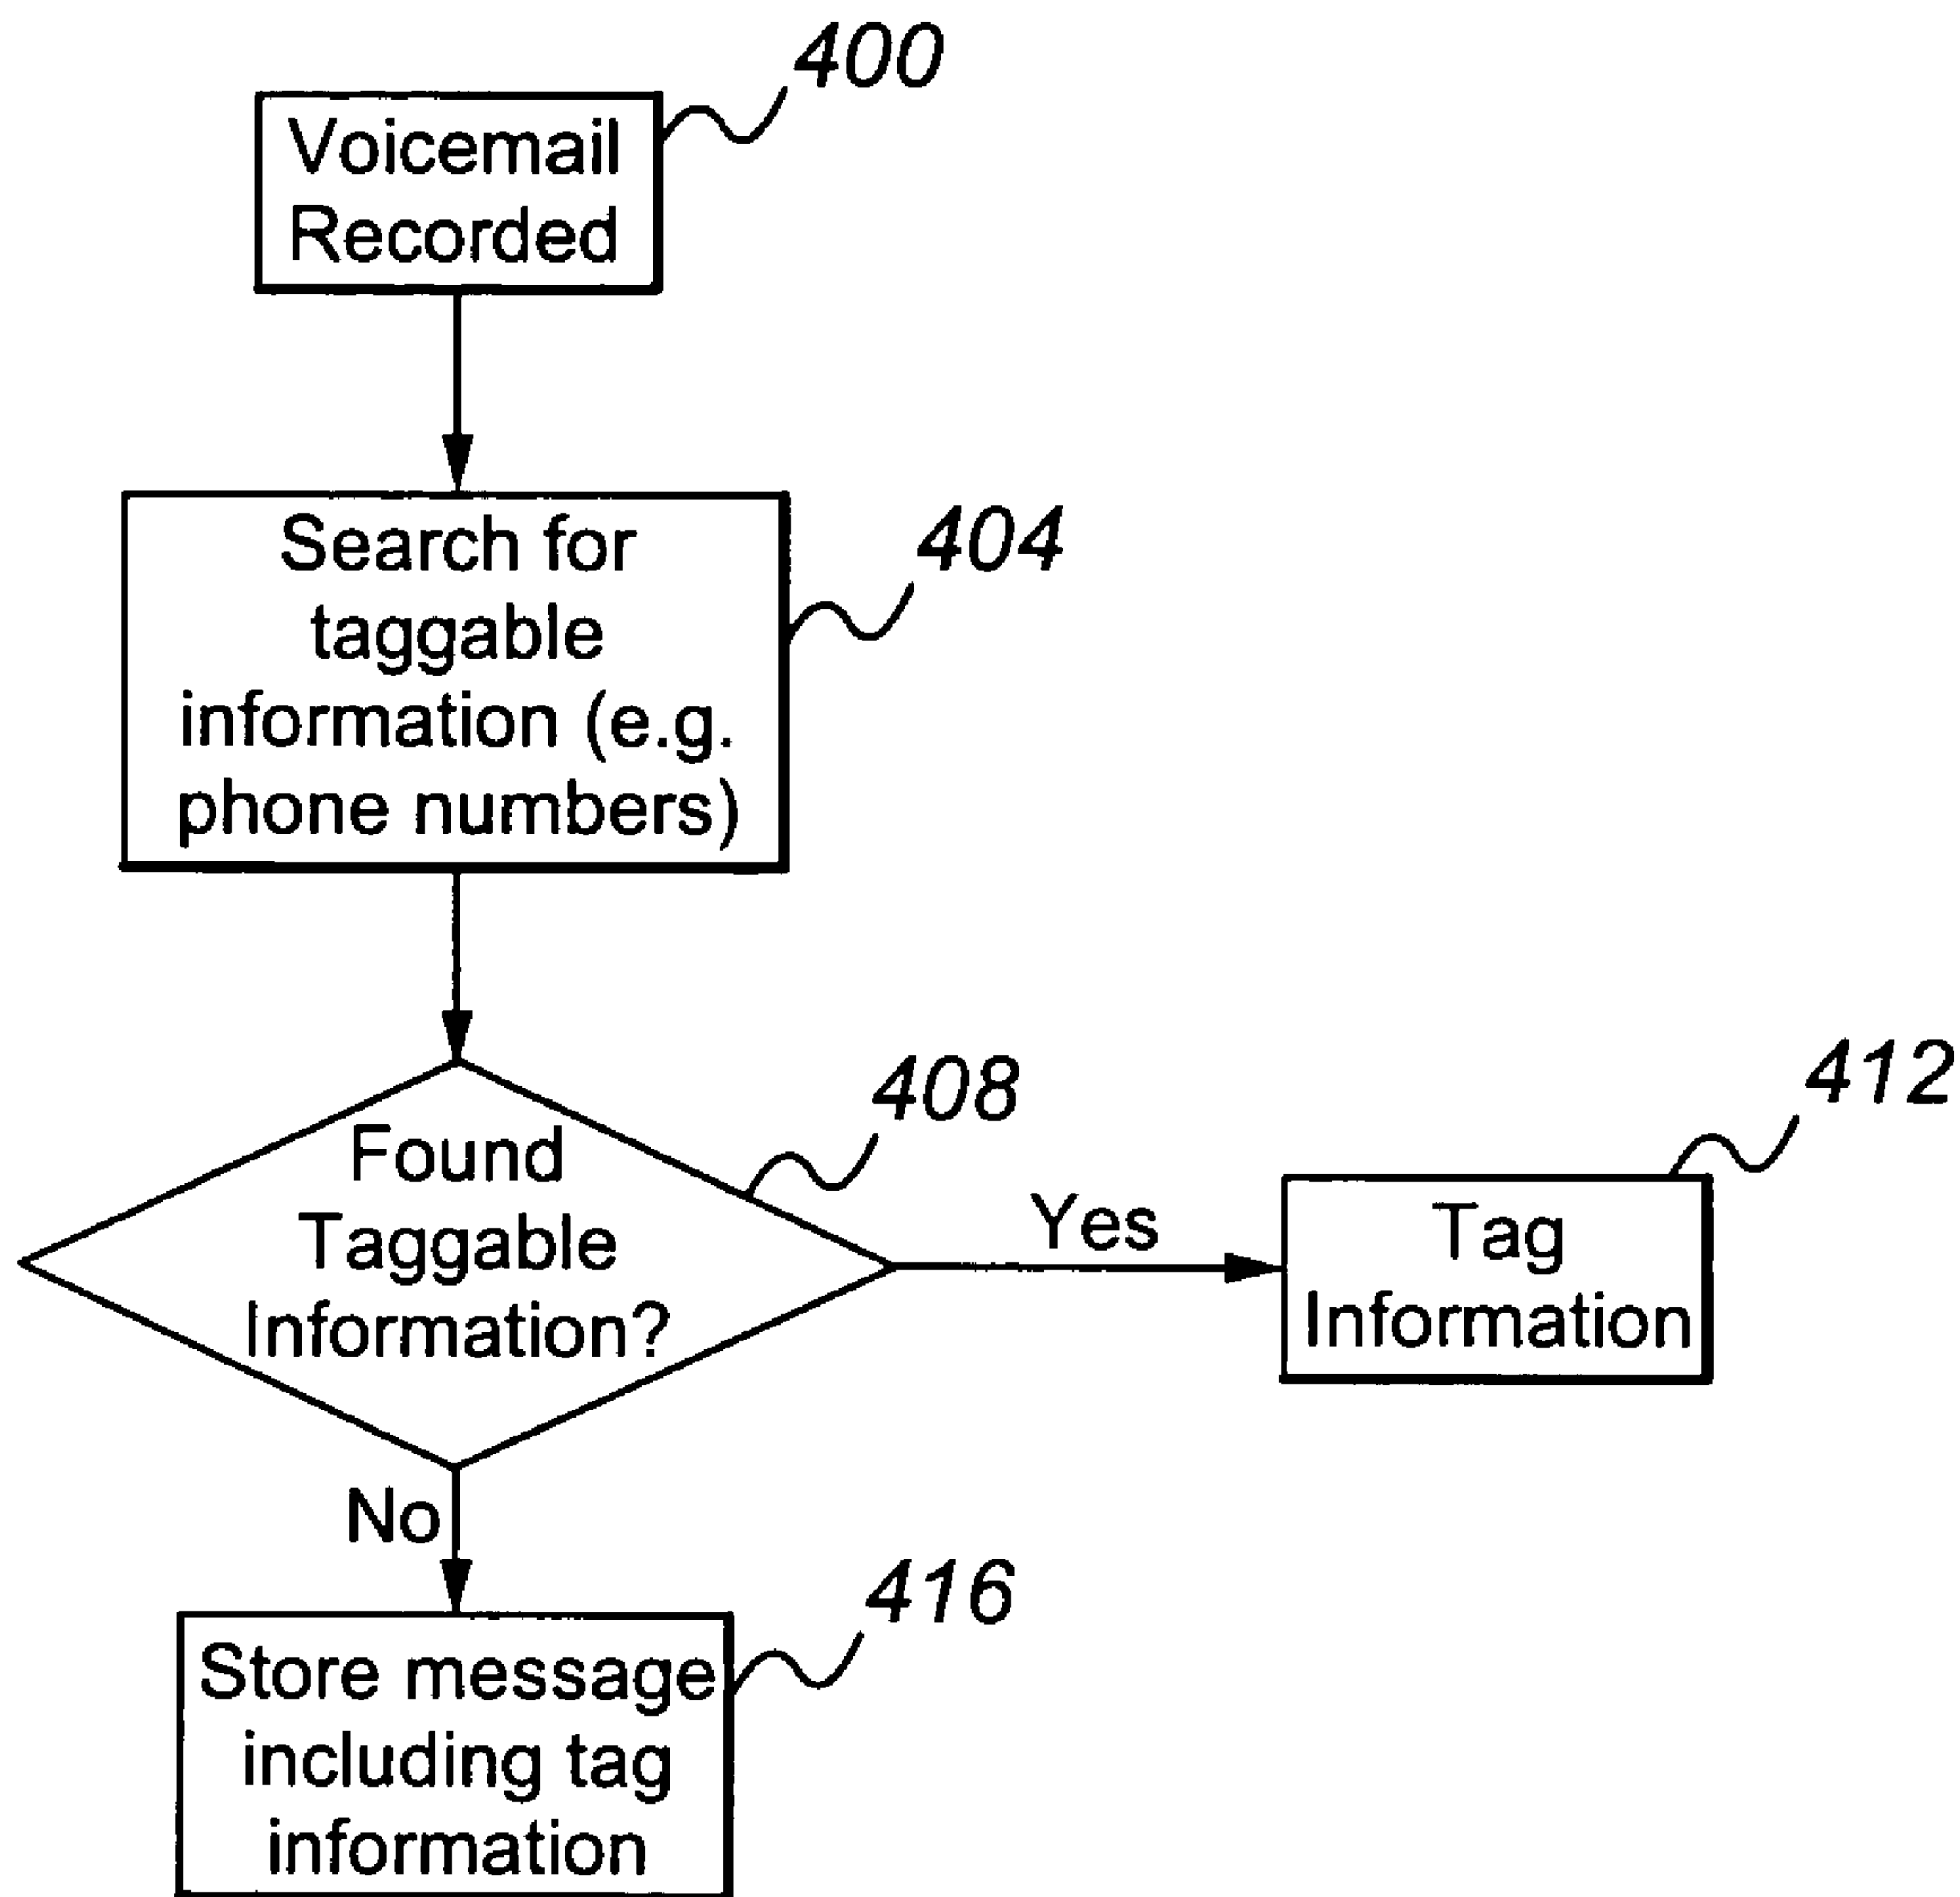 400
Voicemail
Recorded
404
Search for
taggable
information (e.g.
phone numbers)
408
Found
Taggable
Information?
Yes
412
Tag
Information
No
416
Store message
including tag
information